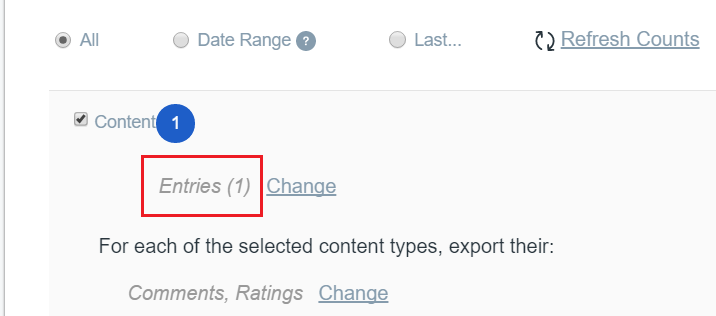 All Date Range ? Last... Refresh Counts
Content 1
Entries (1) Change
For each of the selected content types, export their:
Comments, Ratings Change